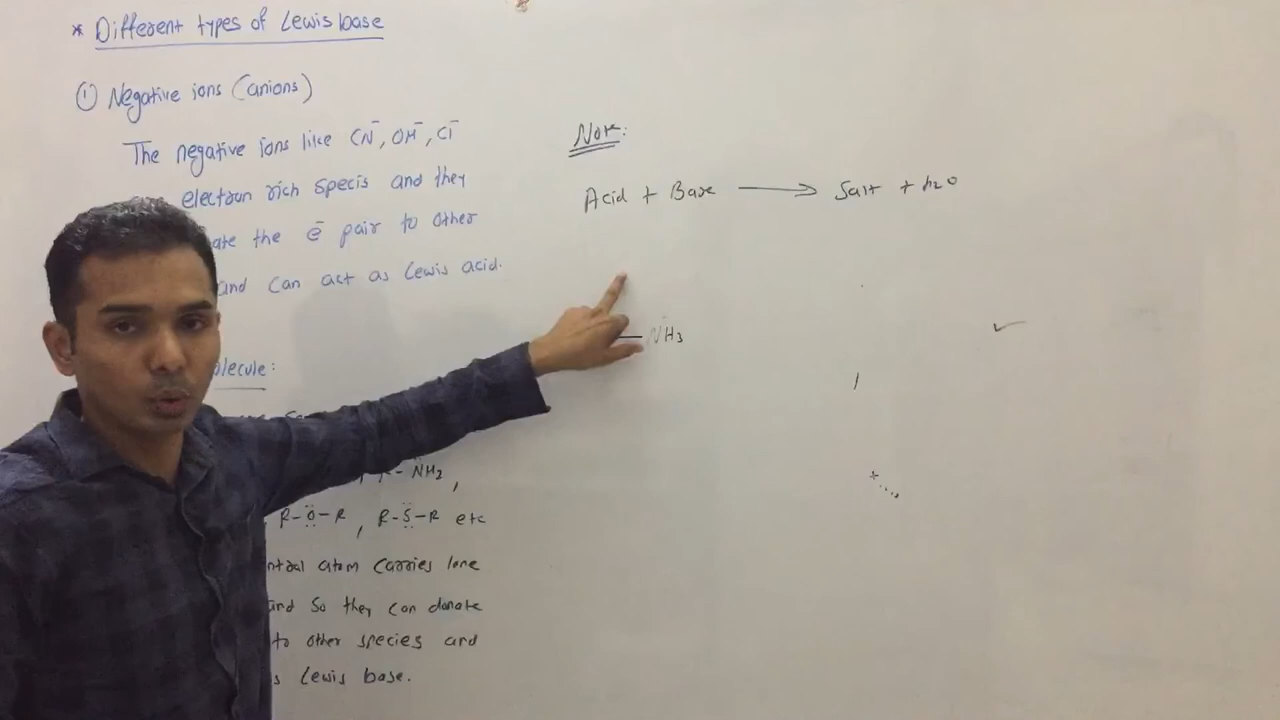 * Different types of Lewis base
① Negative ions (anions)
The negative ions like CN⁻, OH⁻, Cl⁻
electron rich specis and they
ate the e⁻ pair to other
and can act as Lewis acid.
olecule:
R-N̈H2,
R-Ö-R, R-S̈-R etc
ntral atom carries lone
and so they can donate
to other species and
s Lewis base.
Note:
Acid + Base ⟶ Salt + H2O
— NH3